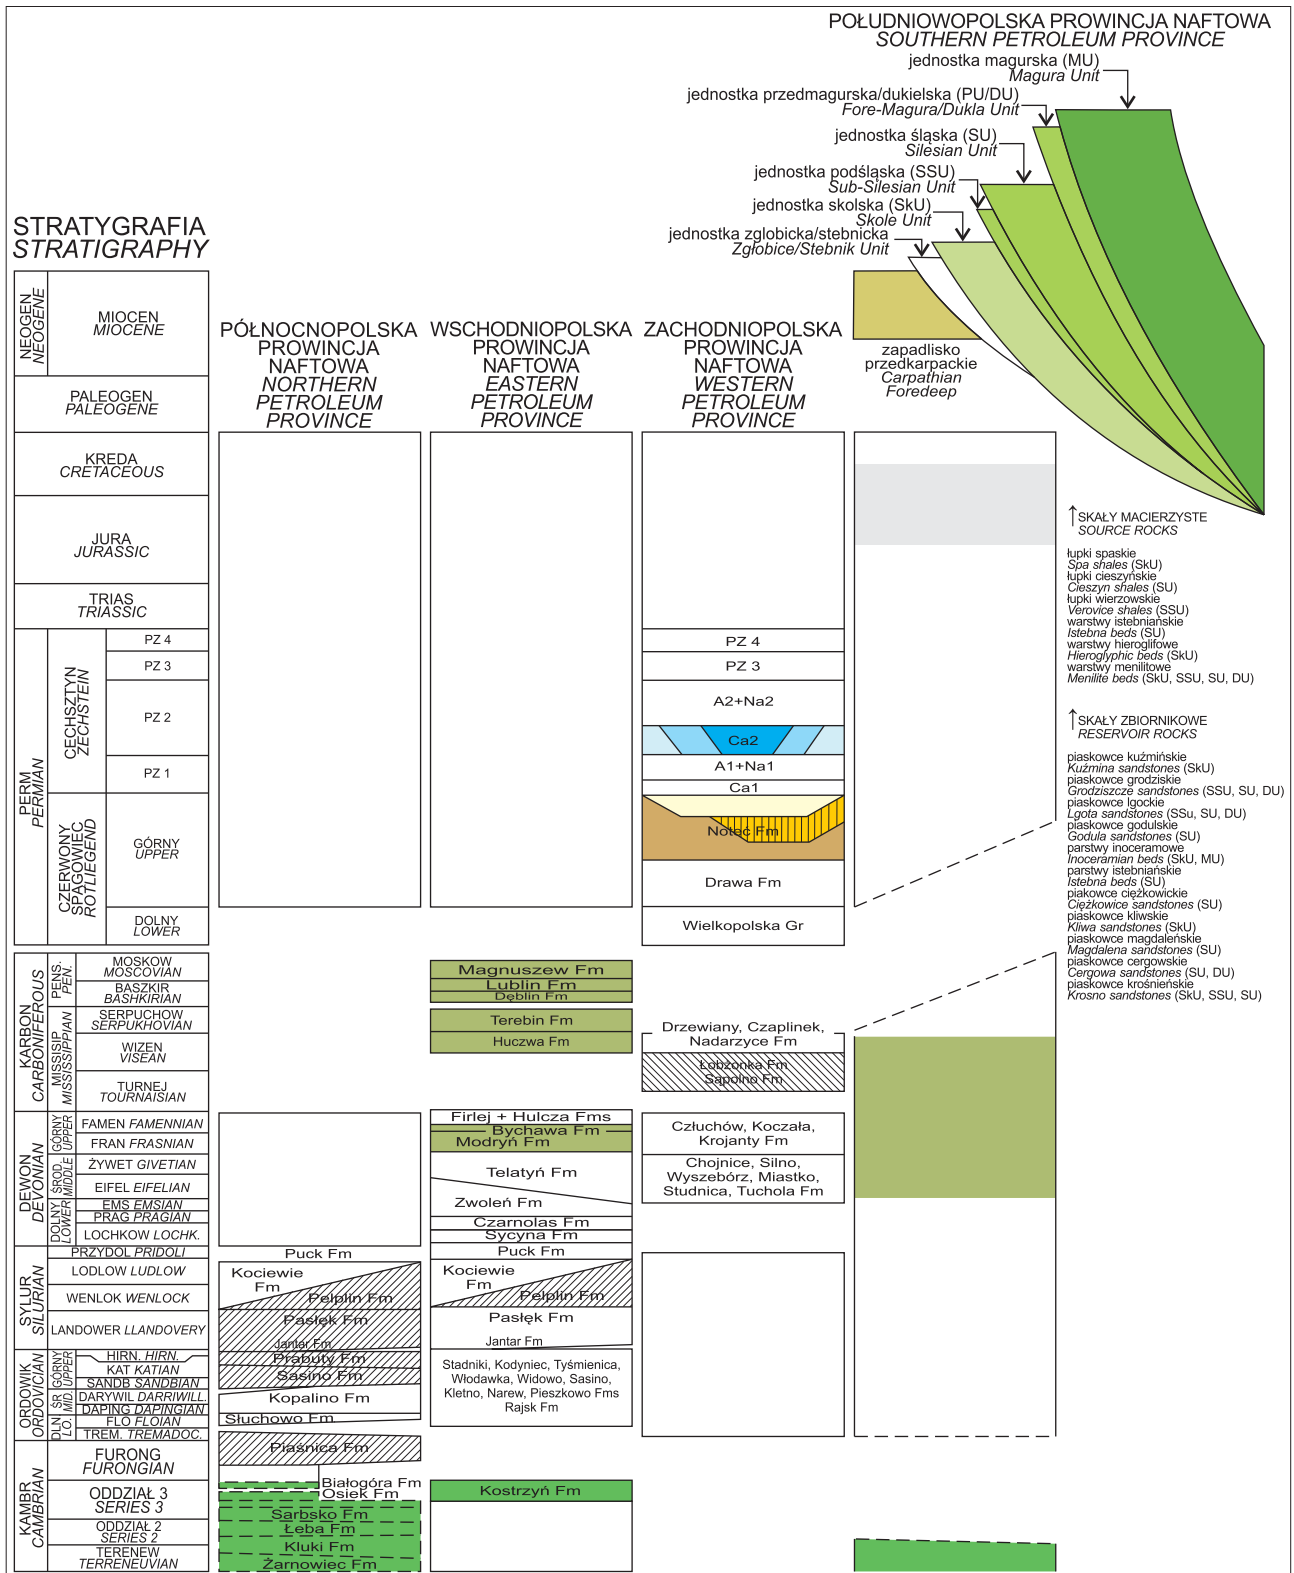 POŁUDNIOWOPOLSKA PROWINCJA NAFTOWA
SOUTHERN PETROLEUM PROVINCE
jednostka magurska (MU)
Magura Unit
jednostka przedmagurska/dukielska (PU/DU)
Fore-Magura/Dukla Unit
jednostka śląska (SU)
Silesian Unit
jednostka podśląska (SSU)
Sub-Silesian Unit
jednostka skolska (SkU)
Skole Unit
jednostka zgłobicka/stebnicka
Zgłobice/Stebnik Unit
STRATYGRAFIA
STRATIGRAPHY
NEOGEN
NEOGENE
MIOCEN
MIOCENE
PALEOGEN
PALEOGENE
KREDA
CRETACEOUS
JURA
JURASSIC
TRIAS
TRIASSIC
PERM
PERMIAN
CECHSZTYN
ZECHSTEIN
PZ 4
PZ 3
PZ 2
PZ 1
CZERWONY
SPĄGOWIEC
ROTLIEGEND
GÓRNY
UPPER
DOLNY
LOWER
KARBON
CARBONIFEROUS
PENS.
PEN.
MOSKOW
MOSCOVIAN
BASZKIR
BASHKIRIAN
MISSISIP
MISSISSIPPIAN
SERPUCHOW
SERPUKHOVIAN
WIZEN
VISEAN
TURNEJ
TOURNAISIAN
DEWON
DEVONIAN
GÓRNY
UPPER
FAMEN FAMENNIAN
FRAN FRASNIAN
ŚROD.
MIDDLE
ŻYWET GIVETIAN
EIFEL EIFELIAN
DOLNY
LOWER
EMS EMSIAN
PRAG PRAGIAN
LOCHKOW LOCHK.
SYLUR
SILURIAN
PRZYDOL PRIDOLI
LODLOW LUDLOW
WENLOK WENLOCK
LANDOWER LLANDOVERY
ORDOWIK
ORDOVICIAN
GÓRNY
UPPER
HIRN. HIRN.
KAT KATIAN
SANDB SANDBIAN
ŚR.
MID.
DARYWIL DARRIWILL.
DAPING DAPINGIAN
DLN
LO.
FLO FLOIAN
TREM. TREMADOC.
KAMBR
CAMBRIAN
FURONG
FURONGIAN
ODDZIAŁ 3
SERIES 3
ODDZIAŁ 2
SERIES 2
TERENEW
TERRENEUVIAN
PÓŁNOCNOPOLSKA
PROWINCJA
NAFTOWA
NORTHERN
PETROLEUM
PROVINCE
Puck Fm
Kociewie
Fm
Pelplin Fm
Pasłęk Fm
Jantar Fm
Prabuty Fm
Sasino Fm
Kopalino Fm
Słuchowo Fm
Piaśnica Fm
Białogóra Fm
Osiek Fm
Sarbsko Fm
Łeba Fm
Kluki Fm
Żarnowiec Fm
WSCHODNIOPOLSKA
PROWINCJA
NAFTOWA
EASTERN
PETROLEUM
PROVINCE
Magnuszew Fm
Lublin Fm
Dęblin Fm
Terebin Fm
Huczwa Fm
Firlej + Hulcza Fms
Bychawa Fm
Modryń Fm
Telatyń Fm
Zwoleń Fm
Czarnolas Fm
Sycyna Fm
Puck Fm
Kociewie
Fm
Pelplin Fm
Pasłęk Fm
Jantar Fm
Stadniki, Kodyniec, Tyśmienica,
Włodawka, Widowo, Sasino,
Kletno, Narew, Pieszkowo Fms
Rajsk Fm
Kostrzyń Fm
ZACHODNIOPOLSKA
PROWINCJA
NAFTOWA
WESTERN
PETROLEUM
PROVINCE
PZ 4
PZ 3
A2+Na2
Ca2
A1+Na1
Ca1
Noteć Fm
Drawa Fm
Wielkopolska Gr
Drzewiany, Czaplinek,
Nadarzyce Fm
Łobżonka Fm
Sąpolno Fm
Człuchów, Koczała,
Krojanty Fm
Chojnice, Silno,
Wyszebórz, Miastko,
Studnica, Tuchola Fm
zapadlisko
przedkarpackie
Carpathian
Foredeep
↑ SKAŁY MACIERZYSTE
SOURCE ROCKS
łupki spaskie
Spa shales (SkU)
łupki cieszyńskie
Cieszyn shales (SU)
łupki wierzowskie
Verovice shales (SSU)
warstwy istebniańskie
Istebna beds (SU)
warstwy hieroglifowe
Hieroglyphic beds (SkU)
warstwy menilitowe
Menilite beds (SkU, SSU, SU, DU)
↑ SKAŁY ZBIORNIKOWE
RESERVOIR ROCKS
piaskowce kuźmińskie
Kuźmina sandstones (SkU)
piaskowce grodziskie
Grodziszcze sandstones (SSU, SU, DU)
piaskowce lgockie
Lgota sandstones (SSu, SU, DU)
piaskowce godulskie
Godula sandstones (SU)
parstwy inoceramowe
Inoceramian beds (SkU, MU)
parstwy istebniańskie
Istebna beds (SU)
piakowce ciężkowickie
Ciężkowice sandstones (SU)
piaskowce kliwskie
Kliwa sandstones (SkU)
piaskowce magdaleńskie
Magdalena sandstones (SU)
piaskowce cergowskie
Cergowa sandstones (SU, DU)
piaskowce krośnieńskie
Krosno sandstones (SkU, SSU, SU)